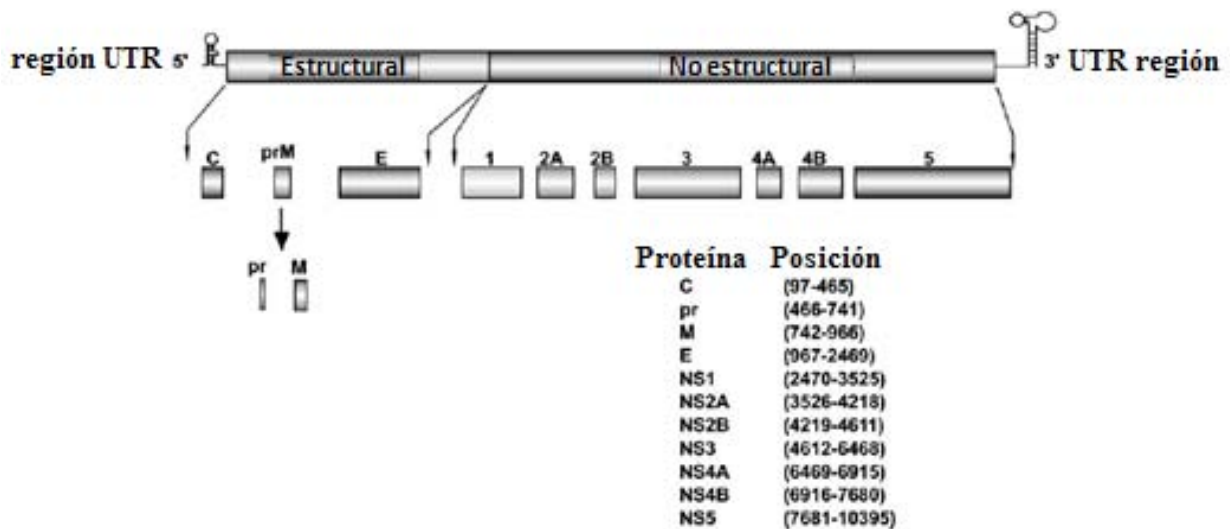 región UTR 5' Estructural No estructural 3' UTR región
C prM E 1 2A 2B 3 4A 4B 5
pr M
Proteína Posición
C (97-465)
pr (466-741)
M (742-966)
E (967-2469)
NS1 (2470-3525)
NS2A (3526-4218)
NS2B (4219-4611)
NS3 (4612-6468)
NS4A (6469-6915)
NS4B (6916-7680)
NS5 (7681-10395)